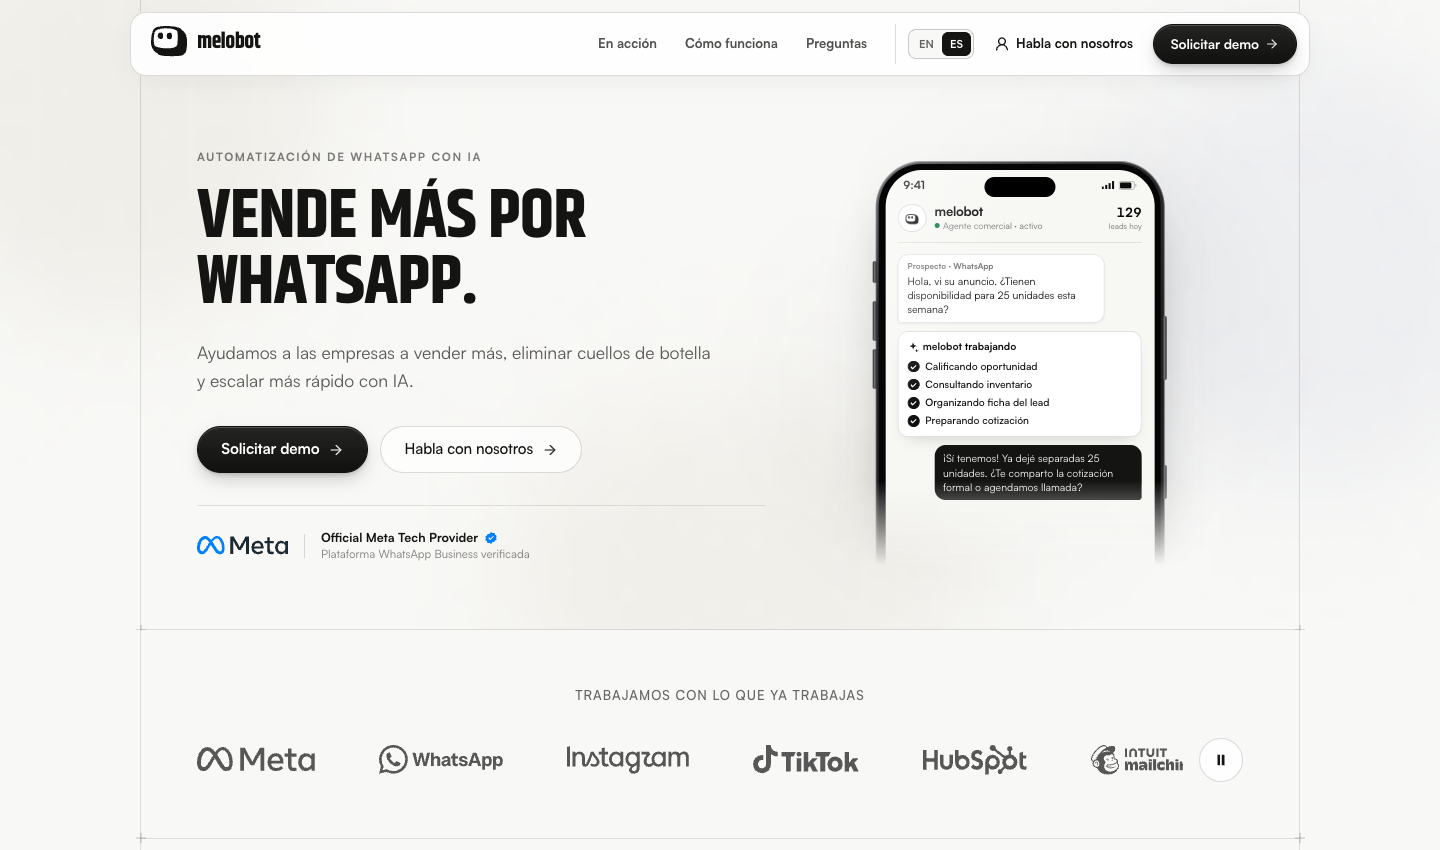 melobot
En acción
Cómo funciona
Preguntas
EN
ES
Habla con nosotros
Solicitar demo
AUTOMATIZACIÓN DE WHATSAPP CON IA
VENDE MÁS POR
WHATSAPP.
Ayudamos a las empresas a vender más, eliminar cuellos de botella
y escalar más rápido con IA.
Solicitar demo
Habla con nosotros
Meta
Official Meta Tech Provider
Plataforma WhatsApp Business verificada
9:41
melobot
Agente comercial · activo
129
leads hoy
Prospecto · WhatsApp
Hola, vi su anuncio. ¿Tienen
disponibilidad para 25 unidades esta
semana?
melobot trabajando
Calificando oportunidad
Consultando inventario
Organizando ficha del lead
Preparando cotización
¡Sí tenemos! Ya dejé separadas 25
unidades. ¿Te comparto la cotización
formal o agendamos llamada?
TRABAJAMOS CON LO QUE YA TRABAJAS
Meta
WhatsApp
Instagram
TikTok
HubSpot
INTUIT